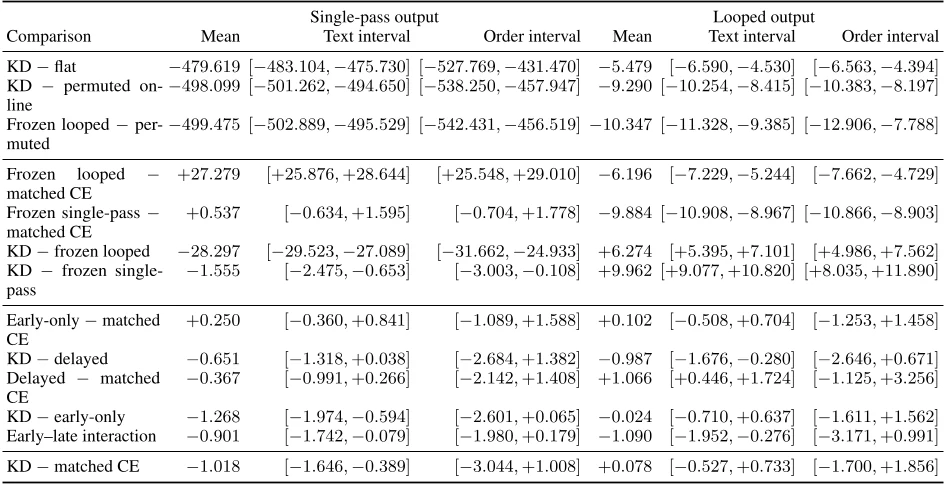 Single-pass output Looped output
Comparison Mean Text interval Order interval Mean Text interval Order interval
KD − flat −479.619 [−483.104, −475.730] [−527.769, −431.470] −5.479 [−6.590, −4.530] [−6.563, −4.394]
KD − permuted on- −498.099 [−501.262, −494.650] [−538.250, −457.947] −9.290 [−10.254, −8.415] [−10.383, −8.197]
line
Frozen looped − per- −499.475 [−502.889, −495.529] [−542.431, −456.519] −10.347 [−11.328, −9.385] [−12.906, −7.788]
muted
Frozen looped − +27.279 [+25.876, +28.644] [+25.548, +29.010] −6.196 [−7.229, −5.244] [−7.662, −4.729]
matched CE
Frozen single-pass − +0.537 [−0.634, +1.595] [−0.704, +1.778] −9.884 [−10.908, −8.967] [−10.866, −8.903]
matched CE
KD − frozen looped −28.297 [−29.523, −27.089] [−31.662, −24.933] +6.274 [+5.395, +7.101] [+4.986, +7.562]
KD − frozen single- −1.555 [−2.475, −0.653] [−3.003, −0.108] +9.962 [+9.077, +10.820] [+8.035, +11.890]
pass
Early-only − matched +0.250 [−0.360, +0.841] [−1.089, +1.588] +0.102 [−0.508, +0.704] [−1.253, +1.458]
CE
KD − delayed −0.651 [−1.318, +0.038] [−2.684, +1.382] −0.987 [−1.676, −0.280] [−2.646, +0.671]
Delayed − matched −0.367 [−0.991, +0.266] [−2.142, +1.408] +1.066 [+0.446, +1.724] [−1.125, +3.256]
CE
KD − early-only −1.268 [−1.974, −0.594] [−2.601, +0.065] −0.024 [−0.710, +0.637] [−1.611, +1.562]
Early–late interaction −0.901 [−1.742, −0.079] [−1.980, +0.179] −1.090 [−1.952, −0.276] [−3.171, +0.991]
KD − matched CE −1.018 [−1.646, −0.389] [−3.044, +1.008] +0.078 [−0.527, +0.733] [−1.700, +1.856]